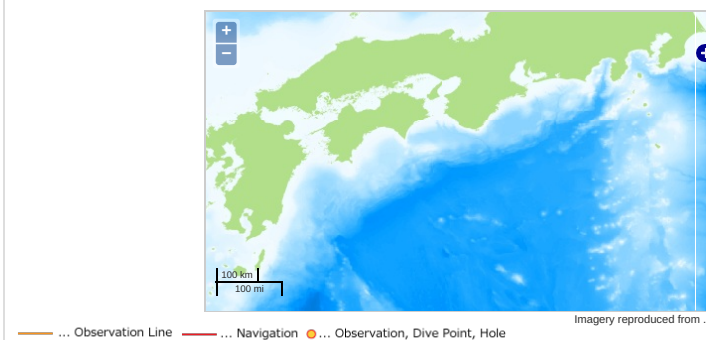 +
−
100 km
100 mi
Imagery reproduced from .
... Observation Line ... Navigation ... Observation, Dive Point, Hole